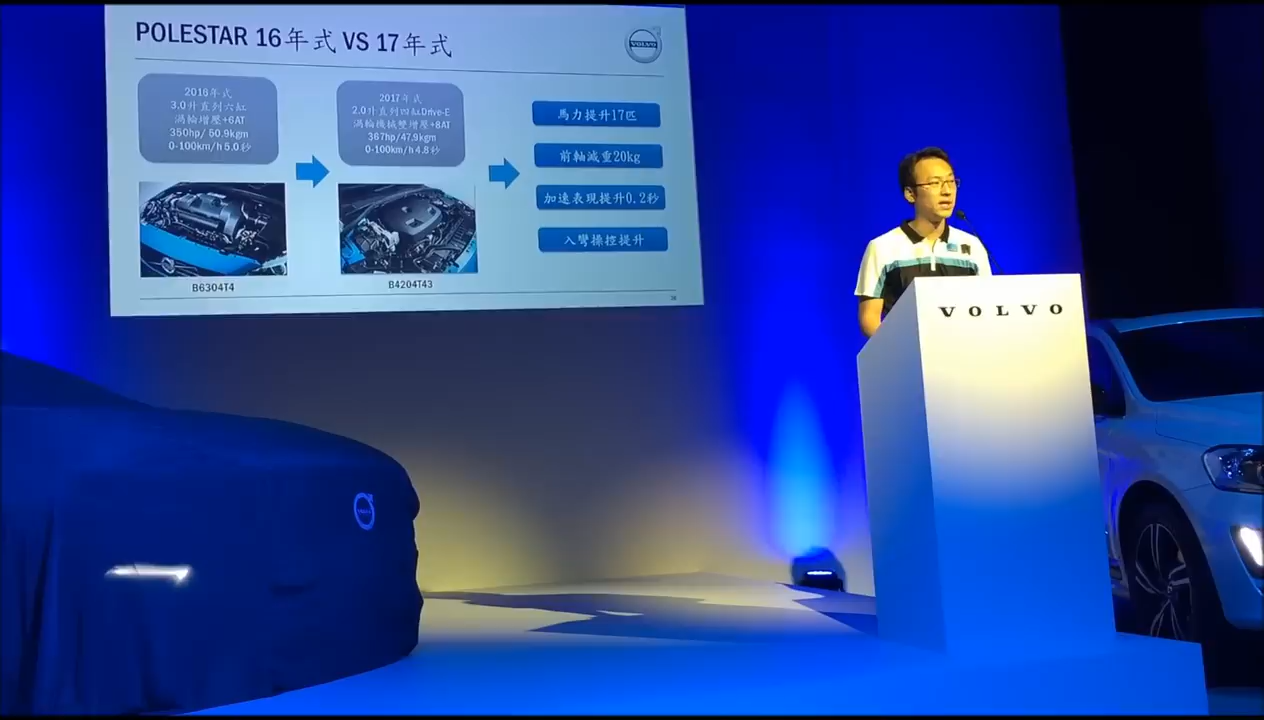 POLESTAR 16年式 VS 17年式
VOLVO
2016年式
3.0升直列六缸
渦輪增壓+6AT
350hp/ 50.9kgm
0-100km/h 5.0秒
2017年式
2.0升直列四缸Drive-E
渦輪機械雙增壓+8AT
367hp/47.9kgm
0-100km/h 4.8秒
馬力提升17匹
前軸減重20kg
加速表現提升0.2秒
入彎操控提升
B6304T4
B4204T43
VOLVO